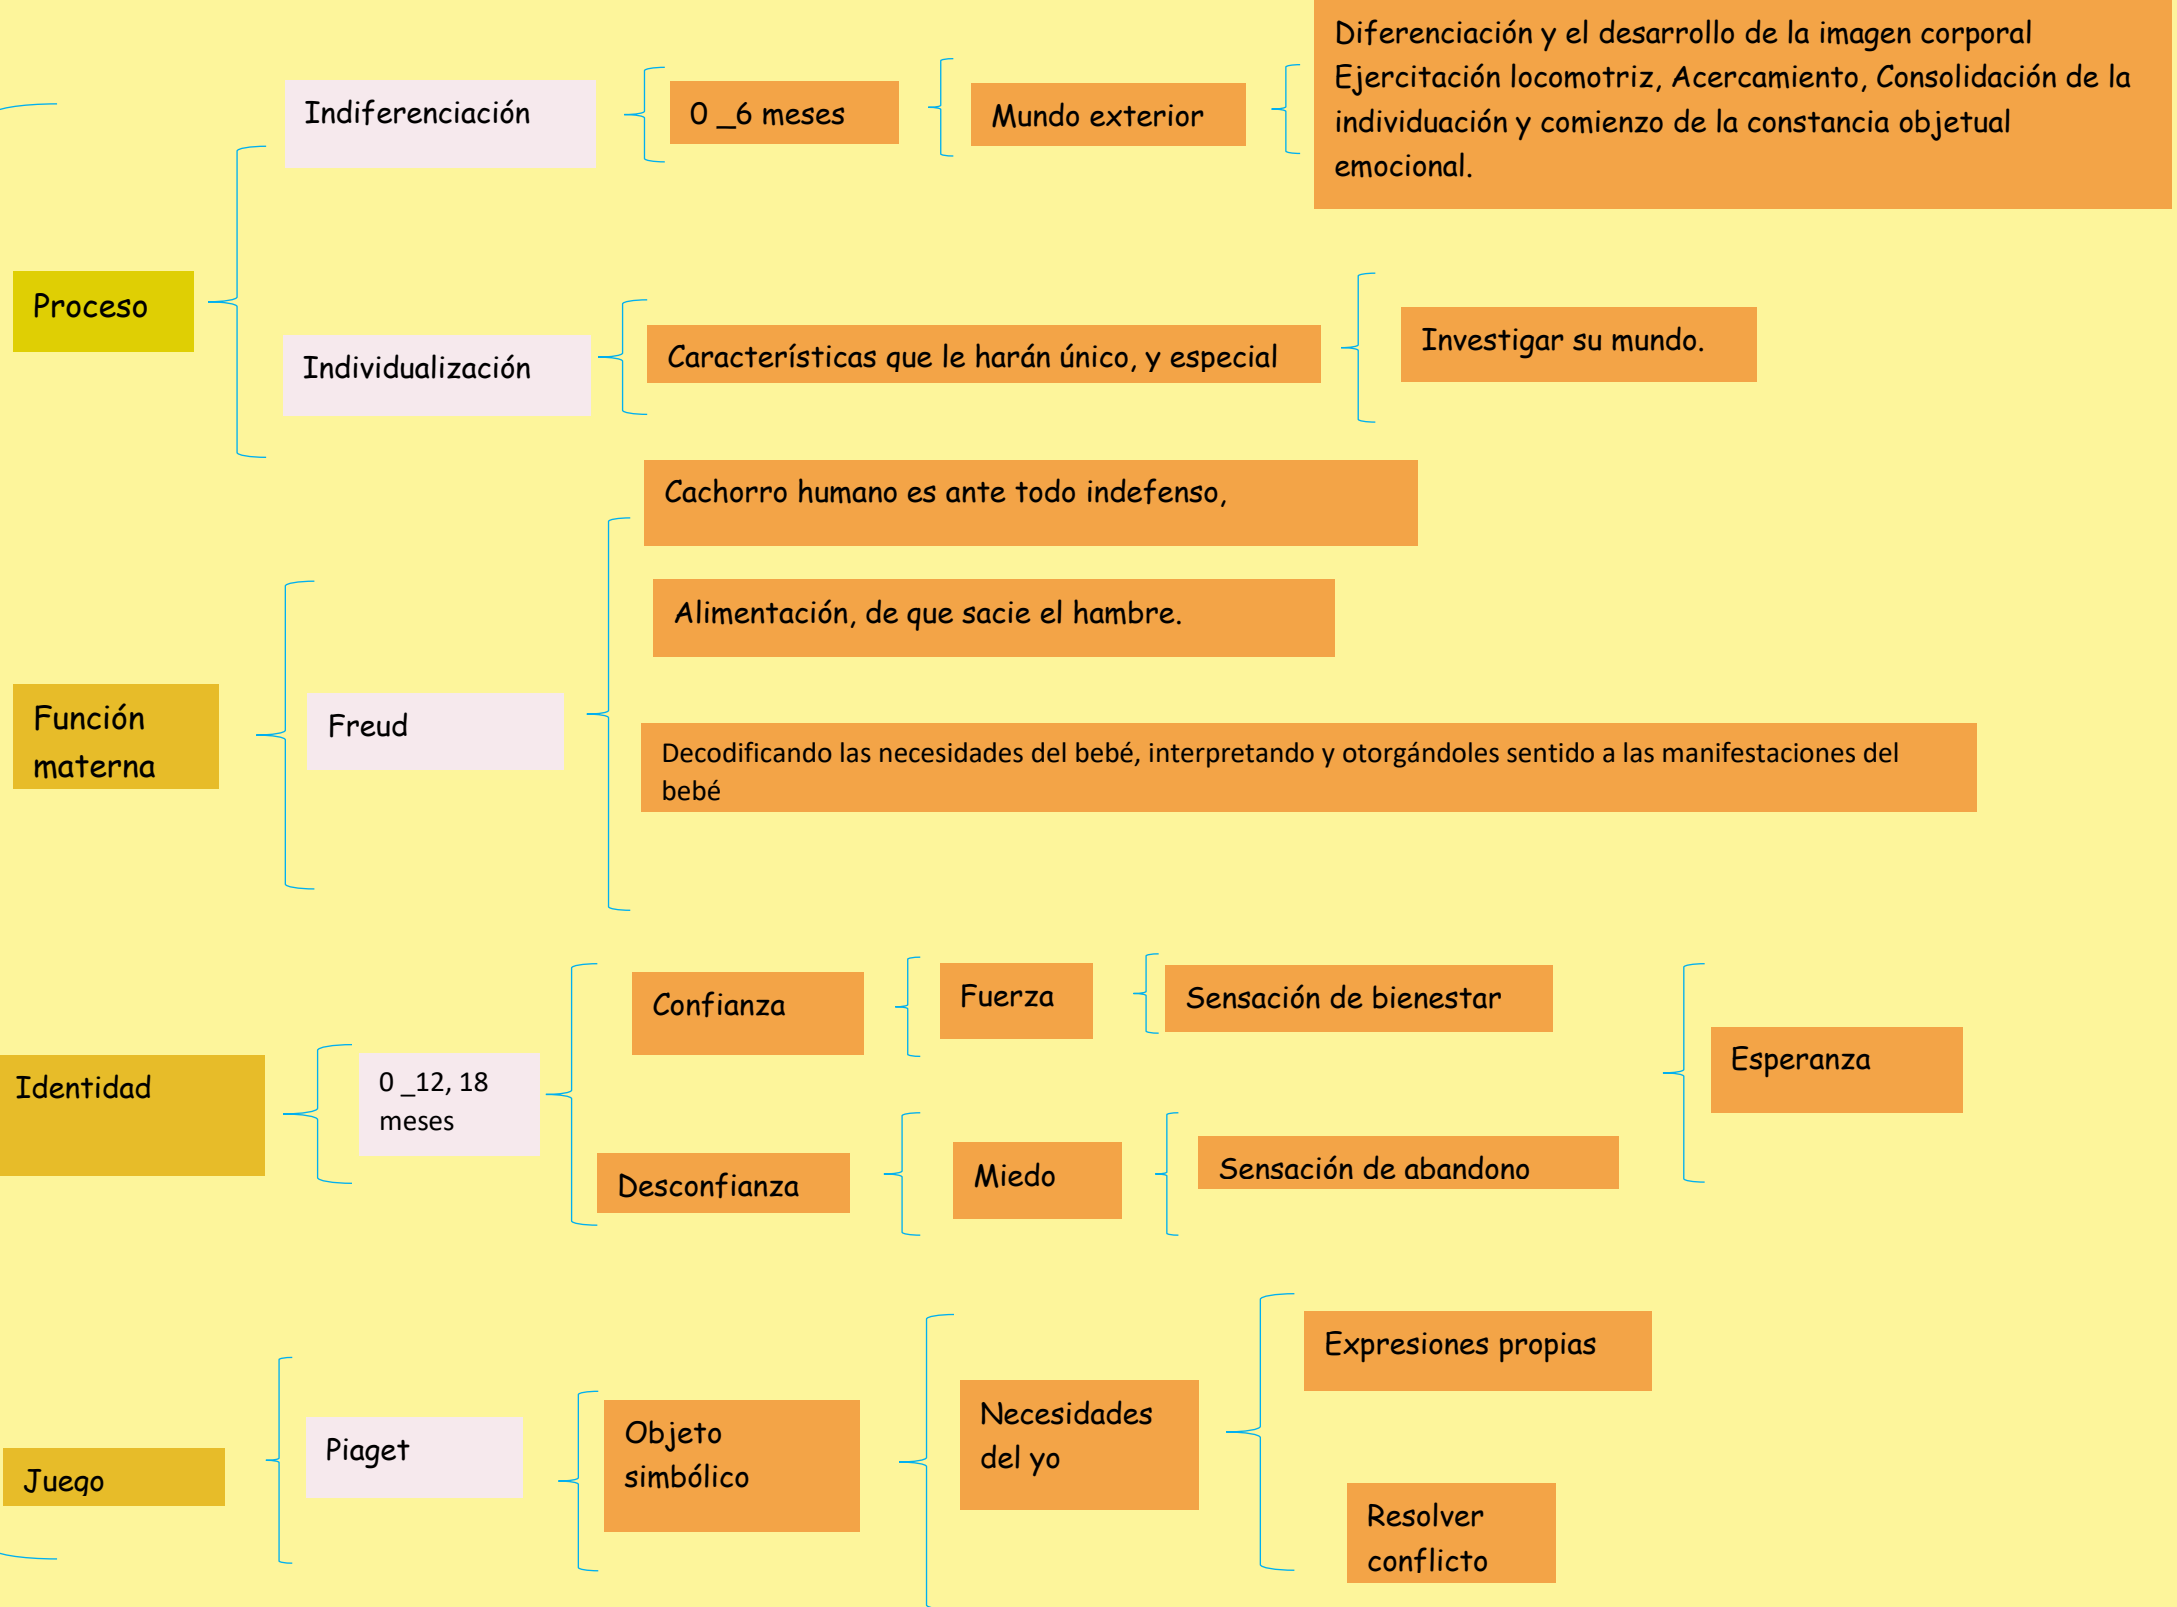 Diferenciación y el desarrollo de la imagen corporal
Ejercitación locomotriz, Acercamiento, Consolidación de la
individuación y comienzo de la constancia objetual
emocional.
Indiferenciación
0 _6 meses
Mundo exterior
Proceso
Individualización
Características que le harán único, y especial
Investigar su mundo.
Cachorro humano es ante todo indefenso,
Alimentación, de que sacie el hambre.
Función
materna
Freud
Decodificando las necesidades del bebé, interpretando y otorgándoles sentido a las manifestaciones del
bebé
Identidad
0 _12, 18
meses
Confianza
Fuerza
Sensación de bienestar
Esperanza
Desconfianza
Miedo
Sensación de abandono
Juego
Piaget
Objeto
simbólico
Necesidades
del yo
Expresiones propias
Resolver
conflicto